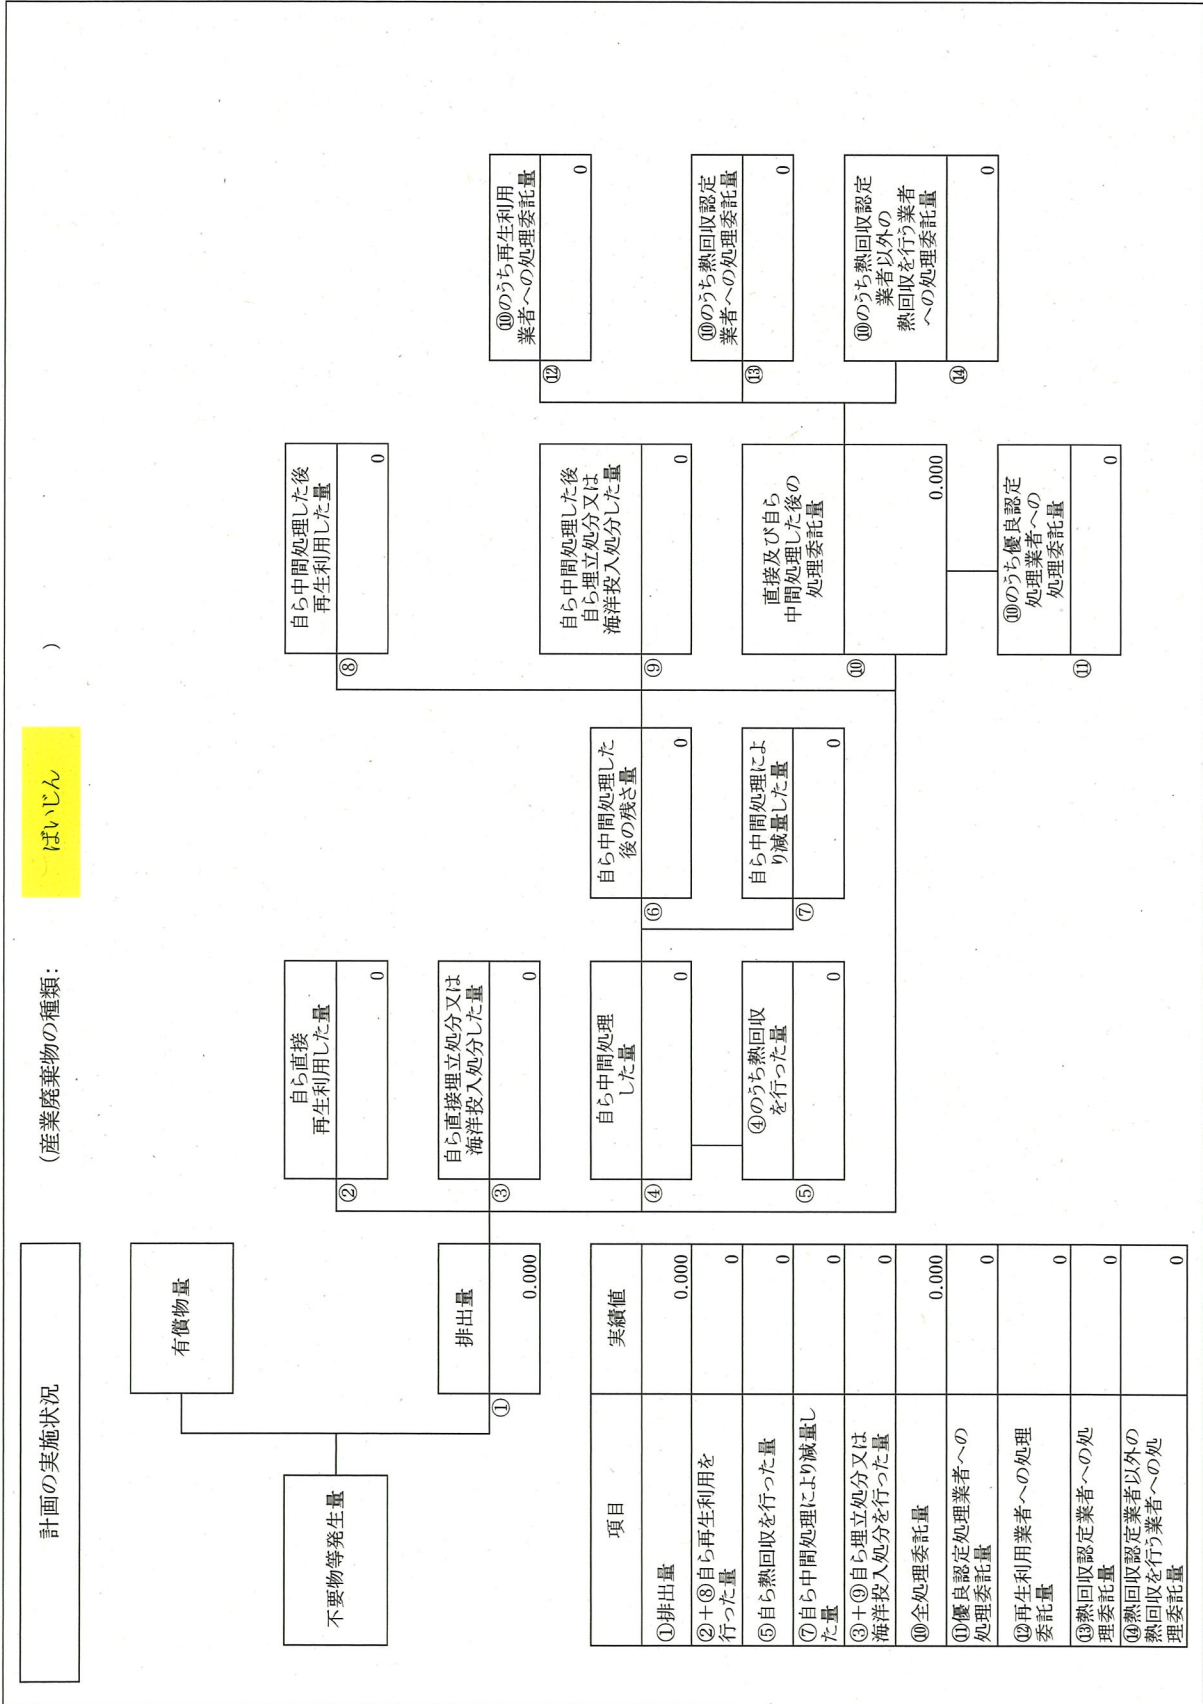 計画の実施状況
(産業廃棄物の種類:
ばいじん
)
不要物等発生量
有償物量
①
排出量
0.000
②
自ら直接
再生利用した量
0
③
自ら直接埋立処分又は
海洋投入処分した量
0
④
自ら中間処理
した量
0
⑤
④のうち熱回収
を行った量
0
⑥
自ら中間処理した
後の残さ量
0
⑦
自ら中間処理によ
り減量した量
0
⑧
自ら中間処理した後
再生利用した量
0
⑨
自ら中間処理した後
自ら埋立処分又は
海洋投入処分した量
0
⑩
直接及び自ら
中間処理した後の
処理委託量
0.000
⑪
⑩のうち優良認定
処理業者への
処理委託量
0
⑫
⑩のうち再生利用
業者への処理委託量
0
⑬
⑩のうち熱回収認定
業者への処理委託量
0
⑭
⑩のうち熱回収認定
業者以外の
熱回収を行う業者
への処理委託量
0
項目
実績値
①排出量
0.000
②+⑧自ら再生利用を
行った量
0
⑤自ら熱回収を行った量
0
⑦自ら中間処理により減量し
た量
0
③+⑨自ら埋立処分又は
海洋投入処分を行った量
0
⑩全処理委託量
0.000
⑪優良認定処理業者への
処理委託量
0
⑫再生利用業者への処理
委託量
0
⑬熱回収認定業者への処
理委託量
0
⑭熱回収認定業者以外の
熱回収を行う業者への処
理委託量
0